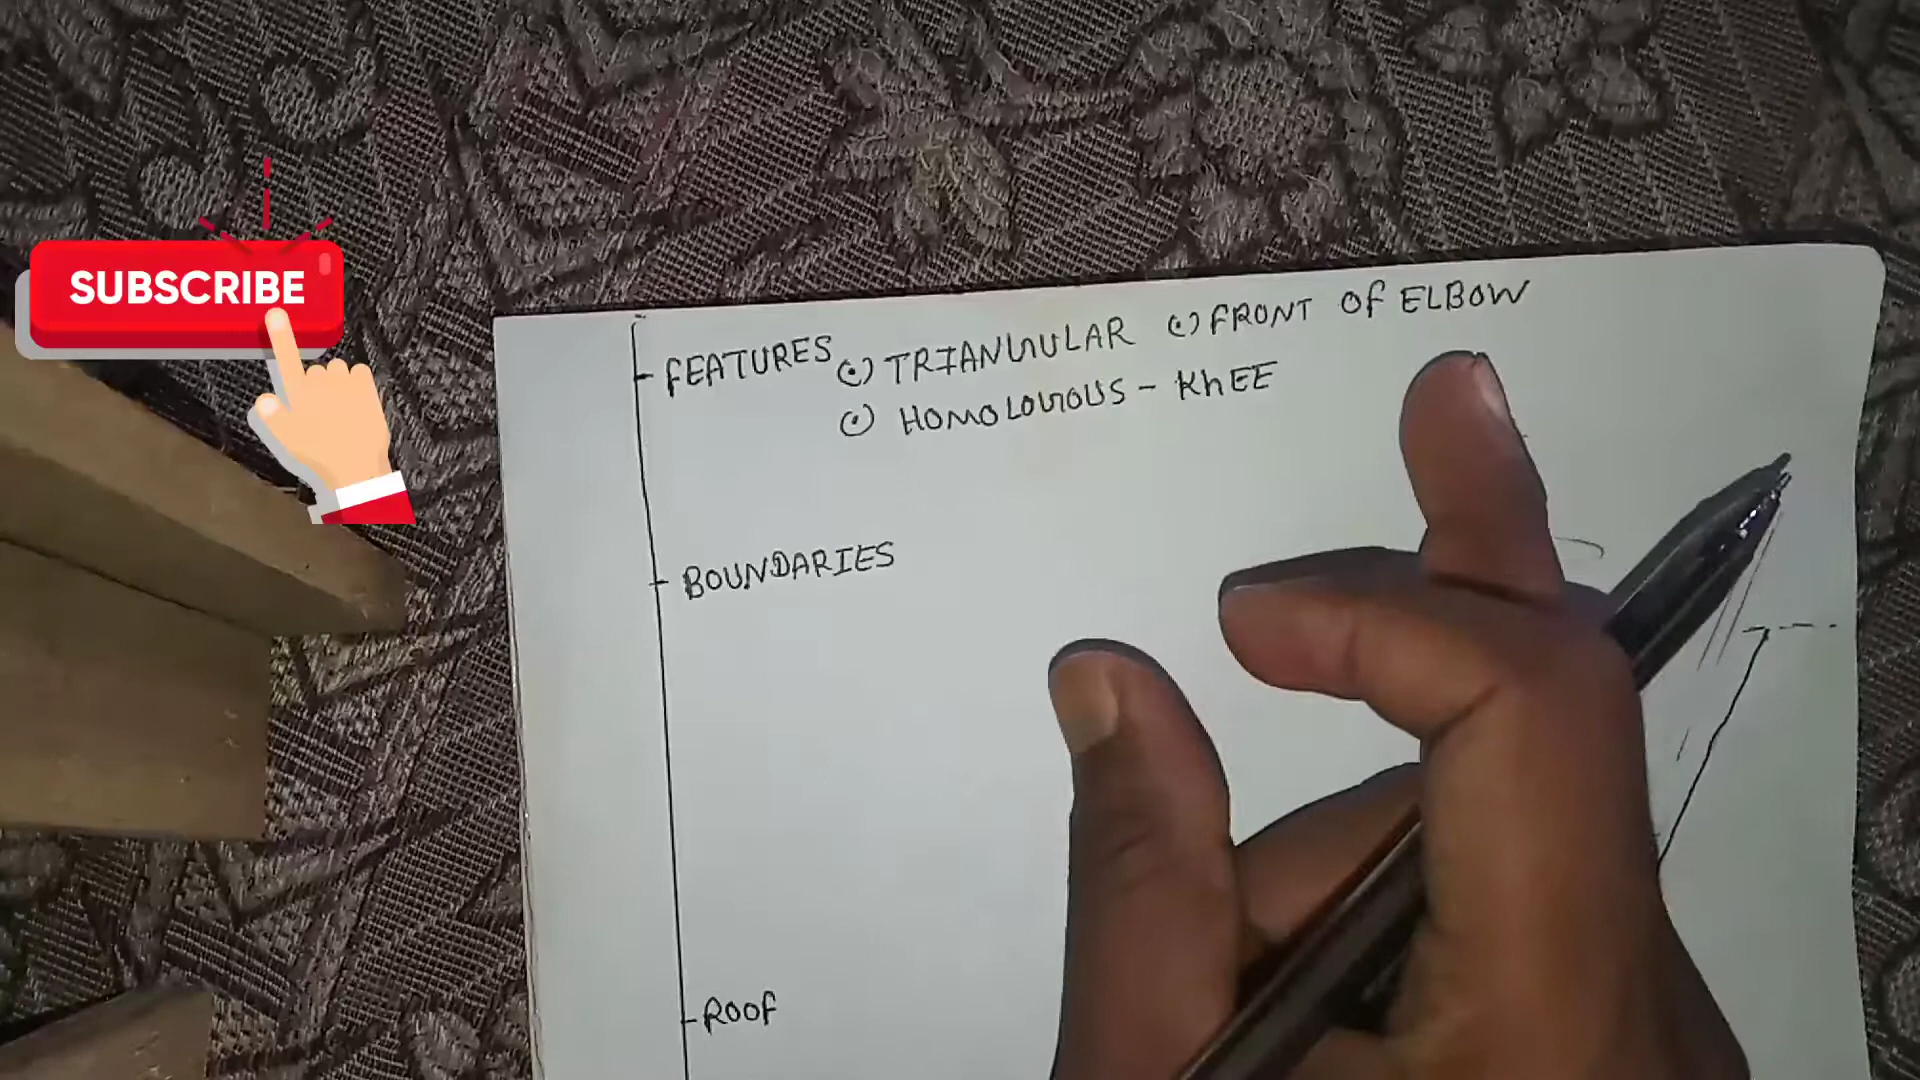 SUBSCRIBE
FEATURES TRIANGULAR FRONT OF ELBOW
HOMOLOGOUS - KNEE
BOUNDARIES
ROOF